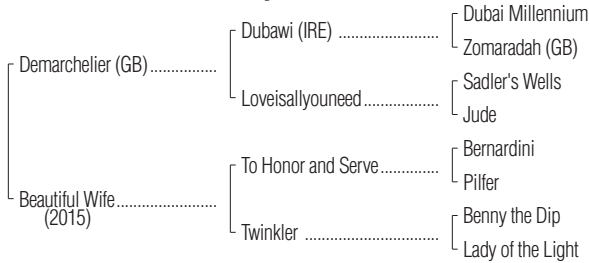 Dubai Millennium
Dubawi (IRE) ..................
Zomaradah (GB)
Demarchelier (GB)................
Sadler's Wells
Loveisallyouneed..................
Jude
Bernardini
To Honor and Serve..............
Pilfer
Beautiful Wife........................
(2015)
Benny the Dip
Twinkler ................................
Lady of the Light